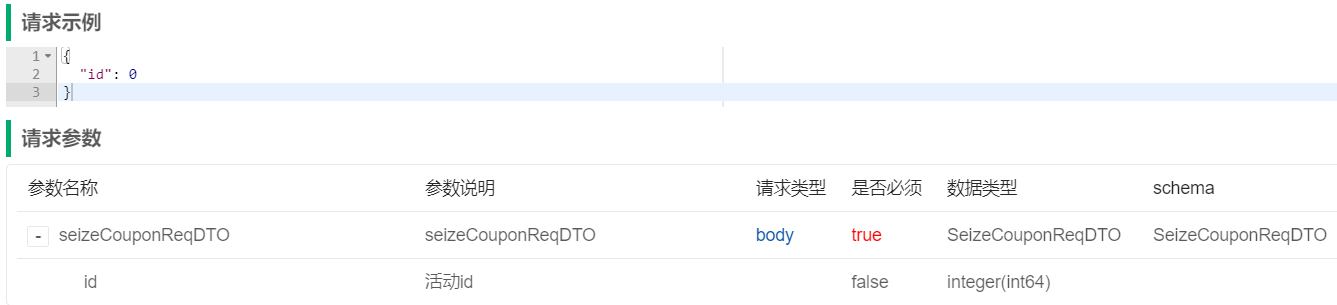 请求示例
1 {
2 "id": 0
3 }
请求参数
参数名称 参数说明 请求类型 是否必须 数据类型 schema
- seizeCouponReqDTO seizeCouponReqDTO body true SeizeCouponReqDTO SeizeCouponReqDTO
id 活动id false integer(int64)